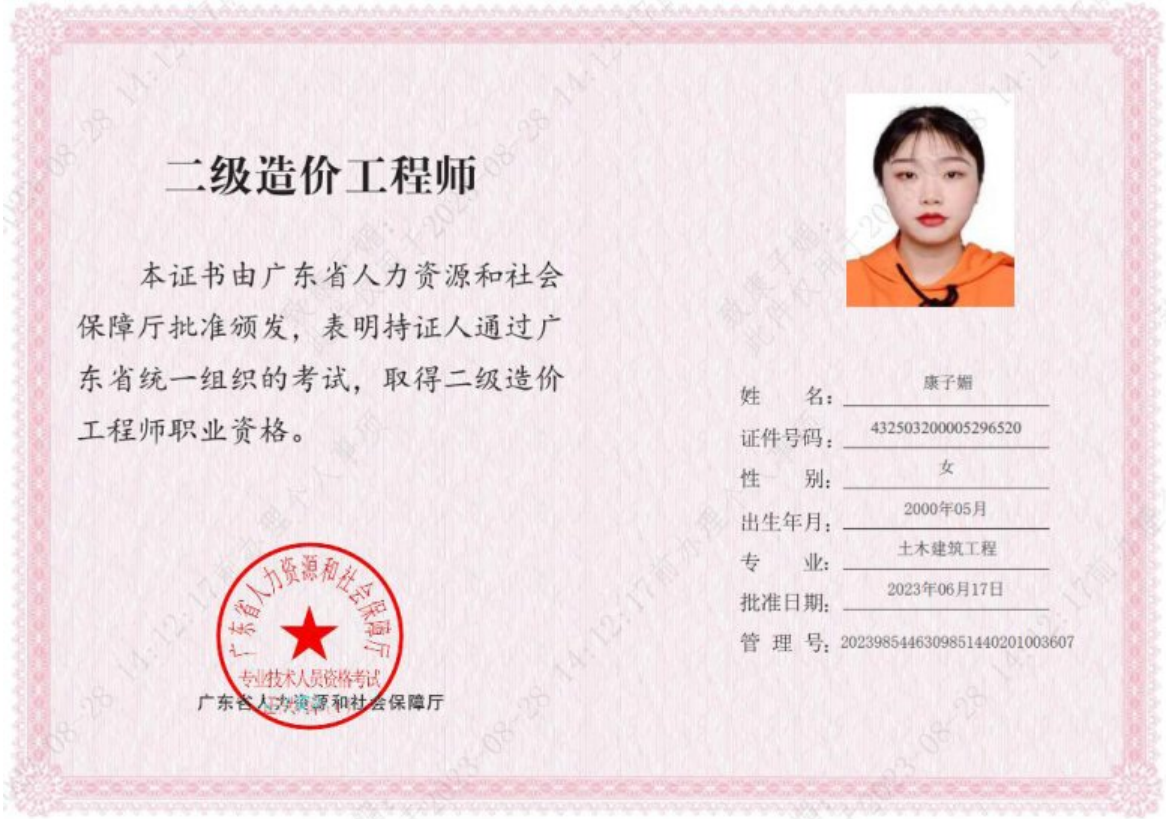 二级造价工程师
本证书由广东省人力资源和社会
保障厅批准颁发，表明持证人通过广
东省统一组织的考试，取得二级造价
工程师职业资格。
广东省人力资源和社会保障厅
专业技术人员资格考试
广东省人力资源和社会保障厅
姓 名：康子媚
证件号码：432503200005296520
性 别：女
出生年月：2000年05月
专 业：土木建筑工程
批准日期：2023年06月17日
管 理 号：2023985446309851440201003607